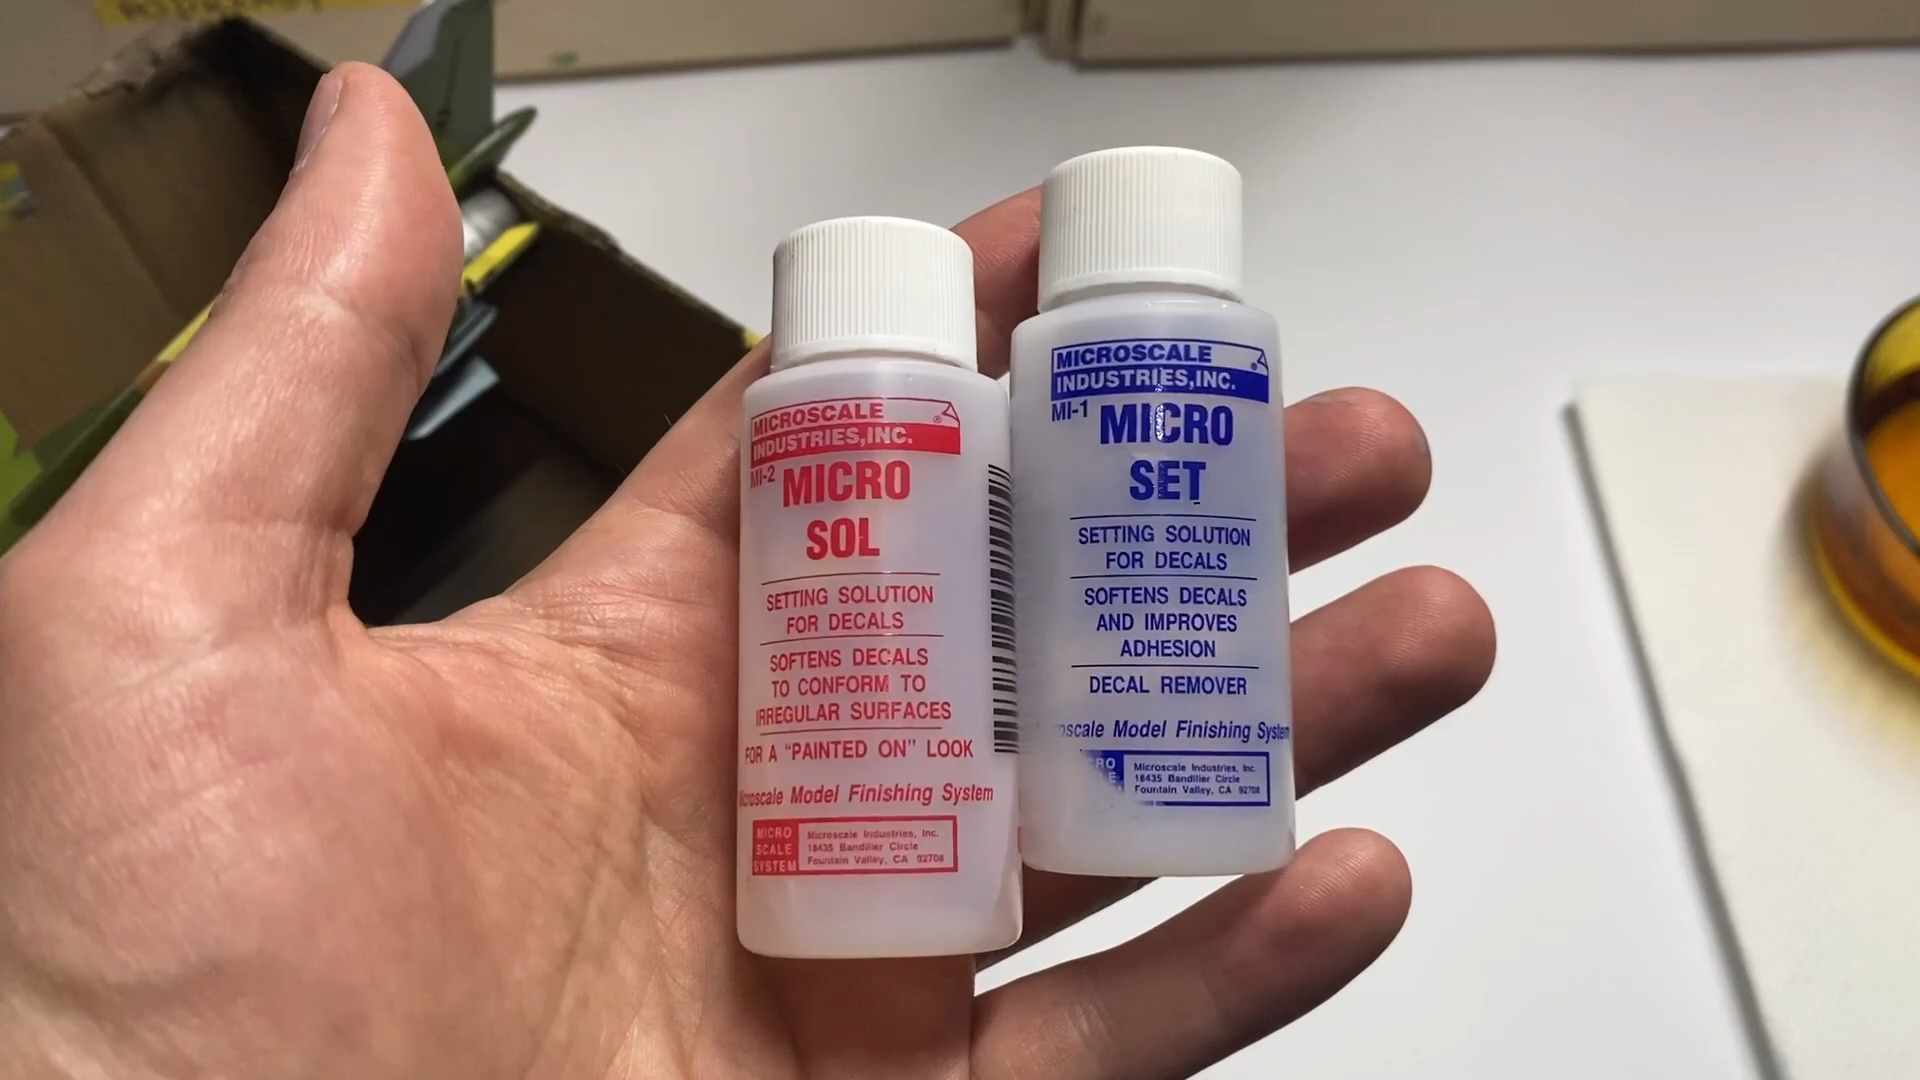 MICROSCALE
INDUSTRIES,INC.
MI-2
MICRO
SOL
SETTING SOLUTION
FOR DECALS
SOFTENS DECALS
TO CONFORM TO
IRREGULAR SURFACES
FOR A “PAINTED ON” LOOK
Microscale Model Finishing System
MICRO
SCALE
SYSTEM
Microscale Industries, Inc.
18435 Bandilier Circle
Fountain Valley, CA 92708
MICROSCALE
INDUSTRIES,INC.
MI-1
MICRO
SET
SETTING SOLUTION
FOR DECALS
SOFTENS DECALS
AND IMPROVES
ADHESION
DECAL REMOVER
Model Finishing System
Microscale Industries, Inc.
18435 Bandilier Circle
Fountain Valley, CA 92708